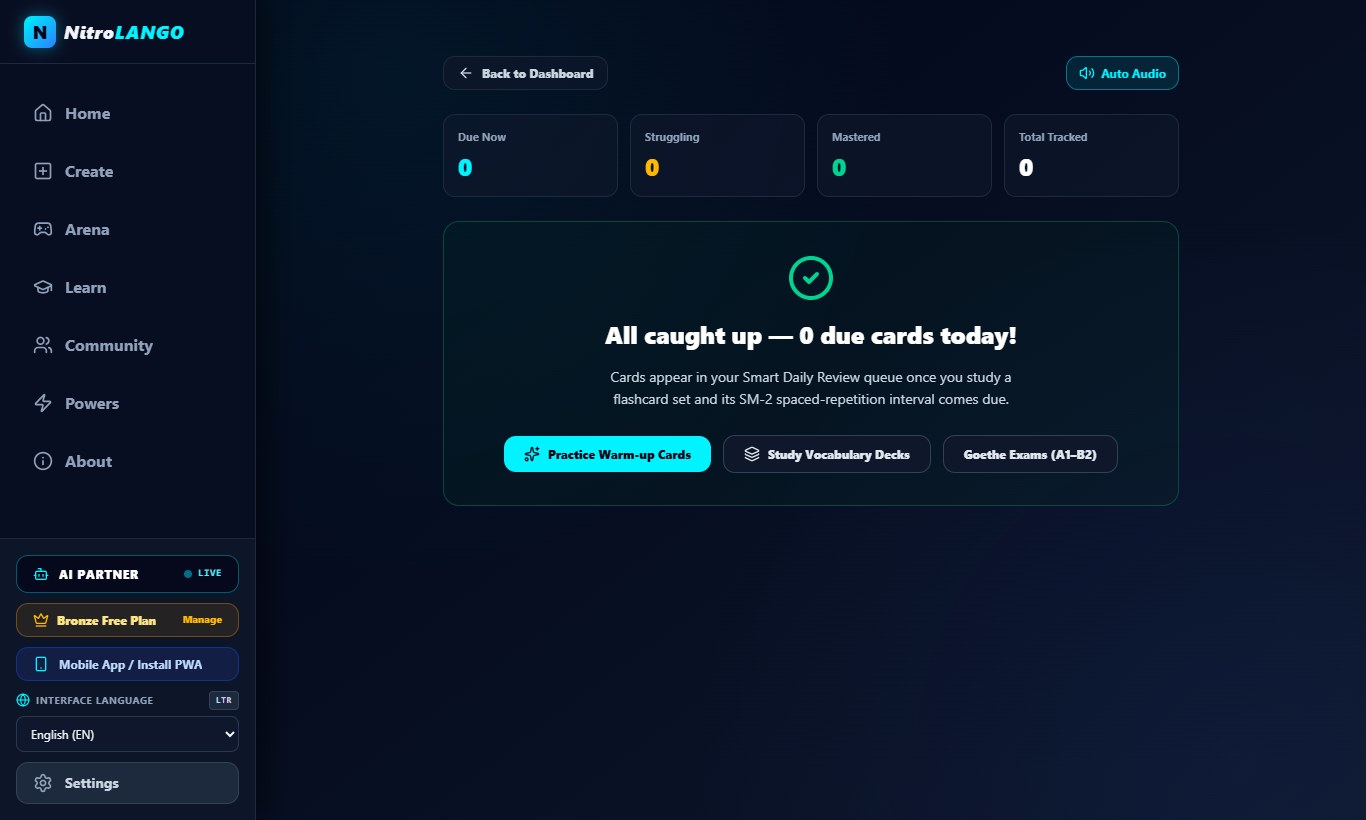 N NitroLANGO
Home
Create
Arena
Learn
Community
Powers
About
AI PARTNER LIVE
Bronze Free Plan Manage
Mobile App / Install PWA
INTERFACE LANGUAGE LTR
English (EN)
Settings
Back to Dashboard Auto Audio
Due Now Struggling Mastered Total Tracked
0 0 0 0
All caught up — 0 due cards today!
Cards appear in your Smart Daily Review queue once you study a
flashcard set and its SM-2 spaced-repetition interval comes due.
Practice Warm-up Cards Study Vocabulary Decks Goethe Exams (A1–B2)